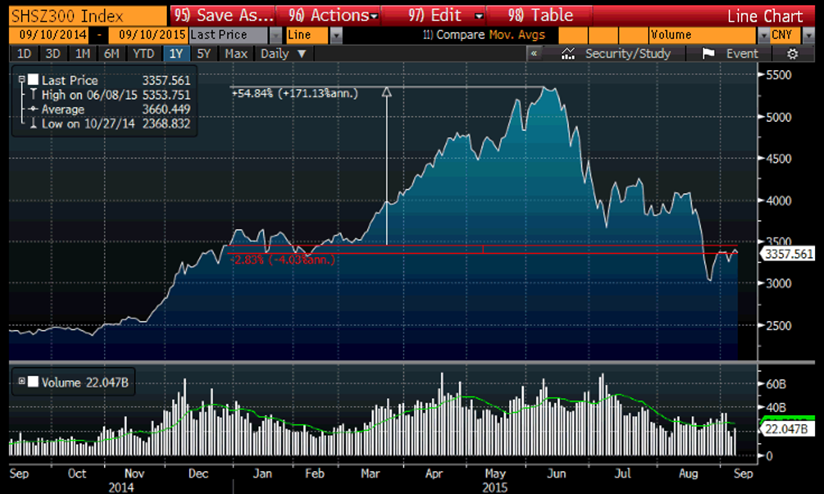 SHSZ300 Index 95) Save As... 96) Actions 97) Edit 98) Table Line Chart
09/10/2014 - 09/10/2015 Last Price Line 11) Compare Mov. Avgs Volume CNY
1D 3D 1M 6M YTD 1Y 5Y Max Daily « Security/Study Event
Last Price 3357.561
High on 06/08/15 5353.751
Average 3660.449
Low on 10/27/14 2368.832
+54.84% (+171.13%ann.)
-2.83% (-4.03%ann.)
5500
5000
4500
4000
3500
3357.561
3000
2500
Volume 22.047B
60B
40B
22.047B
0
Sep Oct Nov Dec Jan Feb Mar Apr May Jun Jul Aug Sep
2014 2015